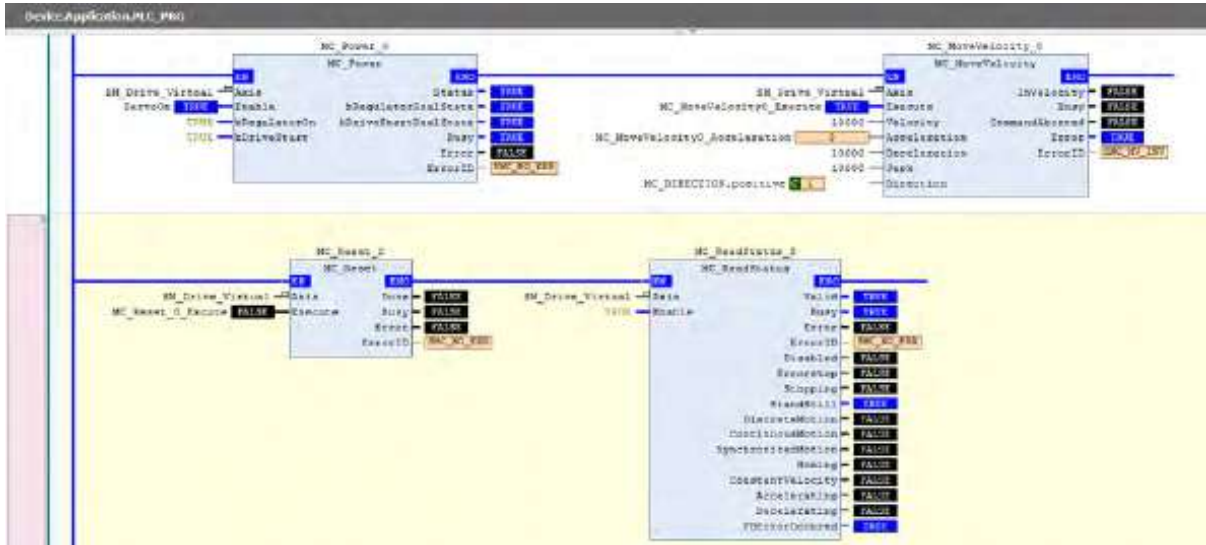 Device.Application.PLC_PRG
MC_Power_0
MC_Power
EN
ENO
SM_Drive_Virtual
Axis
Status
TRUE
ServoOn
TRUE
Enable
bRegulatorRealState
TRUE
TRUE
bRegulatorOn
bDriveStartRealState
TRUE
TRUE
bDriveStart
Busy
TRUE
Error
FALSE
ErrorID
MC_MoveVelocity_0
MC_MoveVelocity
EN
ENO
SM_Drive_Virtual
Axis
InVelocity
FALSE
MC_MoveVelocity0_Execute
TRUE
Execute
Busy
FALSE
10000
Velocity
CommandAborted
FALSE
MC_MoveVelocity0_Acceleration
0
Acceleration
Error
TRUE
10000
Deceleration
ErrorID
10000
Jerk
MC_DIRECTION.positive
1
Direction
MC_Reset_0
MC_Reset
EN
ENO
SM_Drive_Virtual
Axis
Done
FALSE
FALSE
Execute
Busy
FALSE
Error
FALSE
ErrorID
MC_ReadStatus_0
MC_ReadStatus
EN
ENO
SM_Drive_Virtual
Axis
Valid
TRUE
TRUE
Enable
Busy
TRUE
Error
FALSE
ErrorID
Disabled
FALSE
Errorstop
FALSE
Stopping
FALSE
StandStill
TRUE
DiscreteMotion
FALSE
ContinousMotion
FALSE
SynchronizedMotion
FALSE
Homing
FALSE
ConstantVelocity
FALSE
Accelerating
FALSE
Decelerating
FALSE
FBErrorOccured
TRUE